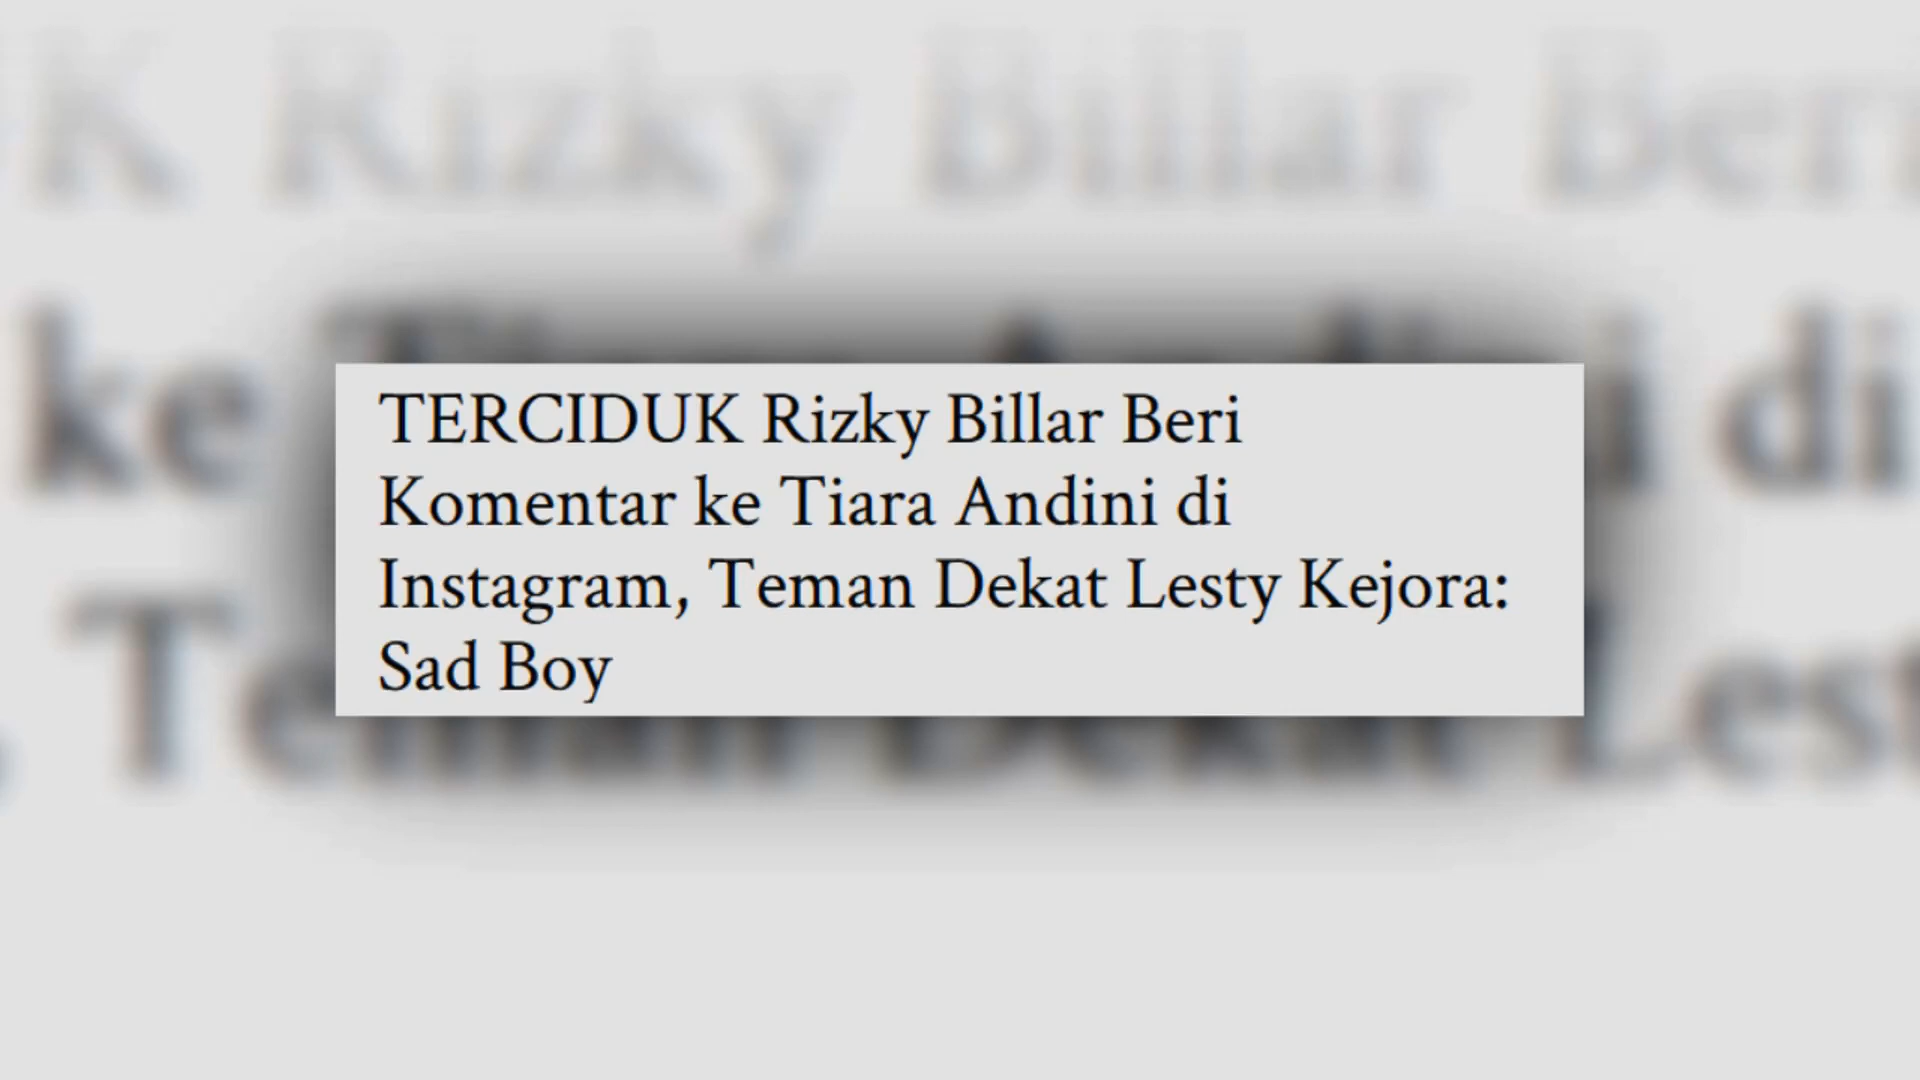 TERCIDUK Rizky Billar Beri
Komentar ke Tiara Andini di
Instagram, Teman Dekat Lesty Kejora:
Sad Boy